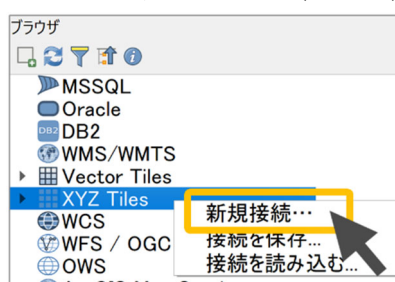 ブラウザ
MSSQL
Oracle
DB2
DB2
WMS/WMTS
Vector Tiles
XYZ Tiles
新規接続…
WCS
WFS / OGC
接続を保存...
OWS
接続を読み込む...